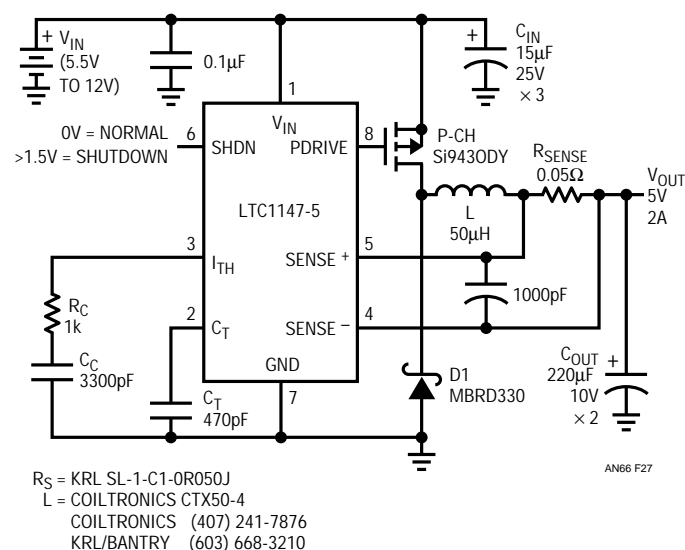 + V_IN
(5.5V
TO 12V)
0.1µF
+
C_IN
15µF
25V
× 3
1
V_IN
0V = NORMAL
>1.5V = SHUTDOWN
6
SHDN
PDRIVE
8
P-CH
Si943ODY
R_SENSE
0.05Ω
V_OUT
5V
2A
LTC1147-5
L
50µH
3
I_TH
SENSE +
5
R_C
1k
1000pF
2
C_T
SENSE –
4
C_C
3300pF
GND
7
C_T
470pF
D1
MBRD330
C_OUT
220µF
10V
× 2
+
AN66 F27
R_S = KRL SL-1-C1-0R050J
L = COILTRONICS CTX50-4
COILTRONICS (407) 241-7876
KRL/BANTRY (603) 668-3210